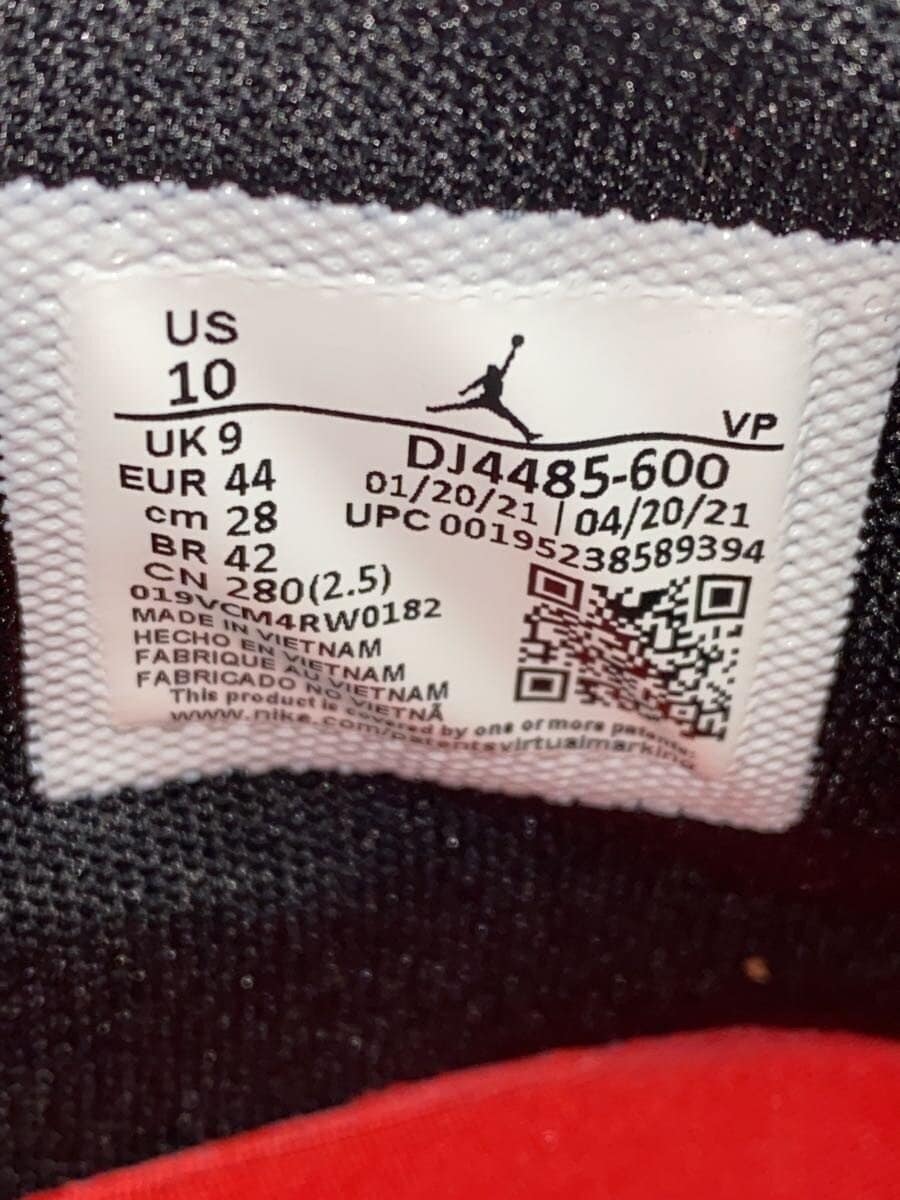 US
10
VP
UK 9
EUR 44
cm 28
BR 42
CN 280(2.5)
DJ4485-600
01/20/21 | 04/20/21
UPC 00195238589394
019VCM4RW0182
MADE IN VIETNAM
HECHO EN VIETNAM
FABRIQUE AU VIETNAM
FABRICADO NO VIETNÃ
This product is covered by one or more patents:
www.nike.com/patentsvirtualmarking